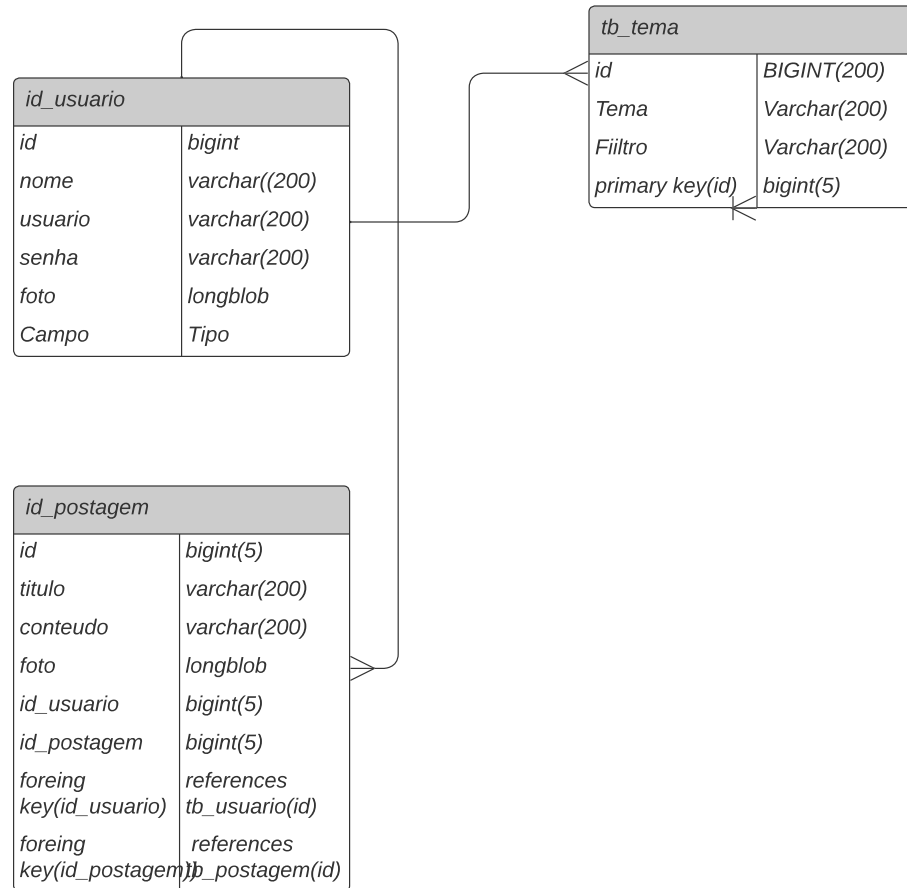 tb_tema
id BIGINT(200)
Tema Varchar(200)
Fiiltro Varchar(200)
primary key(id) bigint(5)
id_usuario
id bigint
nome varchar((200)
usuario varchar(200)
senha varchar(200)
foto longblob
Campo Tipo
id_postagem
id bigint(5)
titulo varchar(200)
conteudo varchar(200)
foto longblob
id_usuario bigint(5)
id_postagem bigint(5)
foreing references
key(id_usuario) tb_usuario(id)
foreing references
key(id_postagem)) tb_postagem(id)